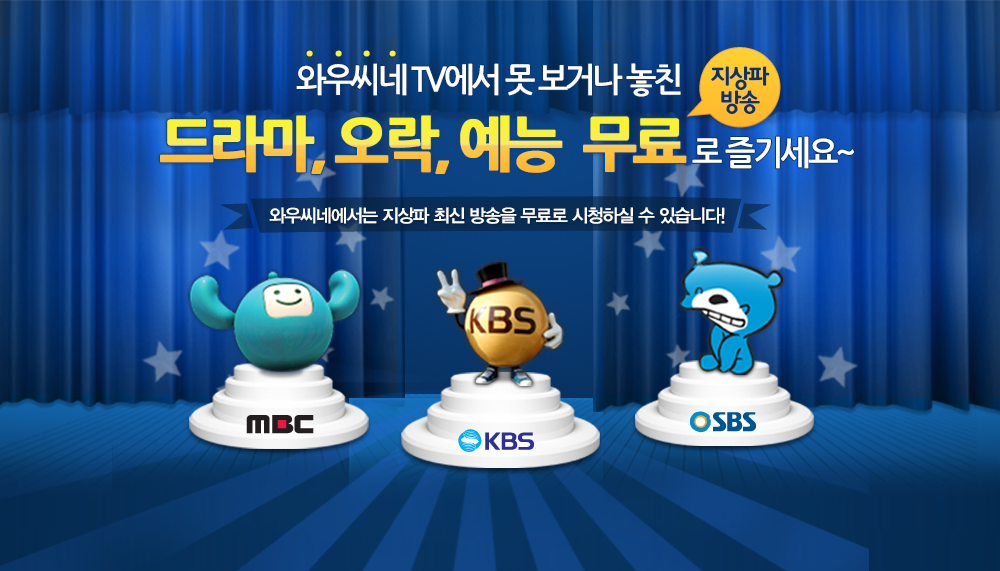 와우씨네 TV에서 못 보거나 놓친
지상파
방송
드라마, 오락, 예능 무료로 즐기세요~
와우씨네에서는 지상파 최신 방송을 무료로 시청하실 수 있습니다!
KBS
MBC
KBS
SBS